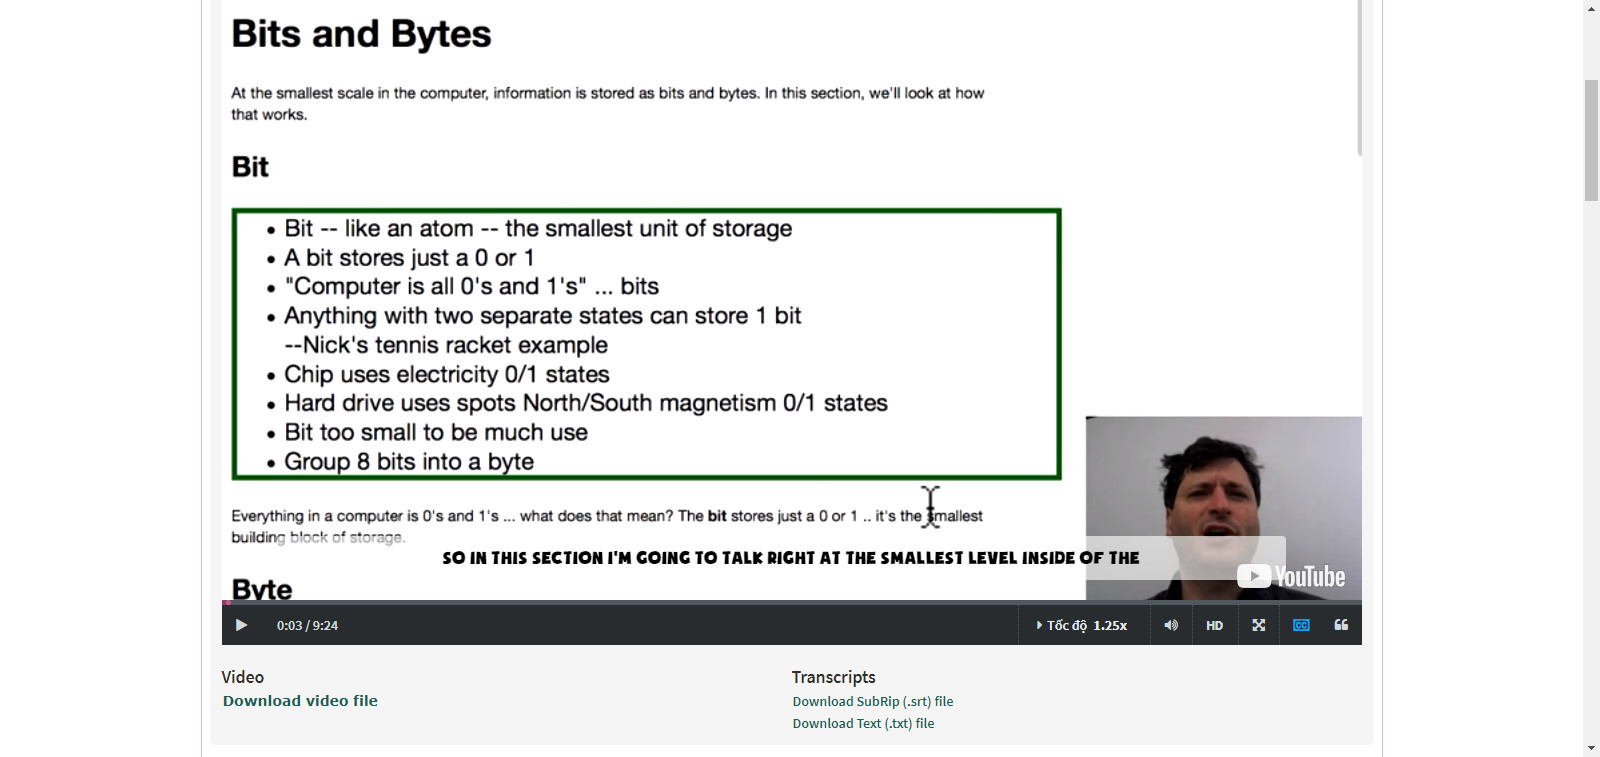 Bits and Bytes
At the smallest scale in the computer, information is stored as bits and bytes. In this section, we'll look at how
that works.
Bit
• Bit -- like an atom -- the smallest unit of storage
• A bit stores just a 0 or 1
• "Computer is all 0's and 1's" ... bits
• Anything with two separate states can store 1 bit
--Nick's tennis racket example
• Chip uses electricity 0/1 states
• Hard drive uses spots North/South magnetism 0/1 states
• Bit too small to be much use
• Group 8 bits into a byte
Everything in a computer is 0's and 1's ... what does that mean? The bit stores just a 0 or 1 .. it's the smallest
building block of storage.
SO IN THIS SECTION I'M GOING TO TALK RIGHT AT THE SMALLEST LEVEL INSIDE OF THE
YouTube
Byte
0:03 / 9:24
Tốc độ 1.25x
HD
CC
Video
Download video file
Transcripts
Download SubRip (.srt) file
Download Text (.txt) file